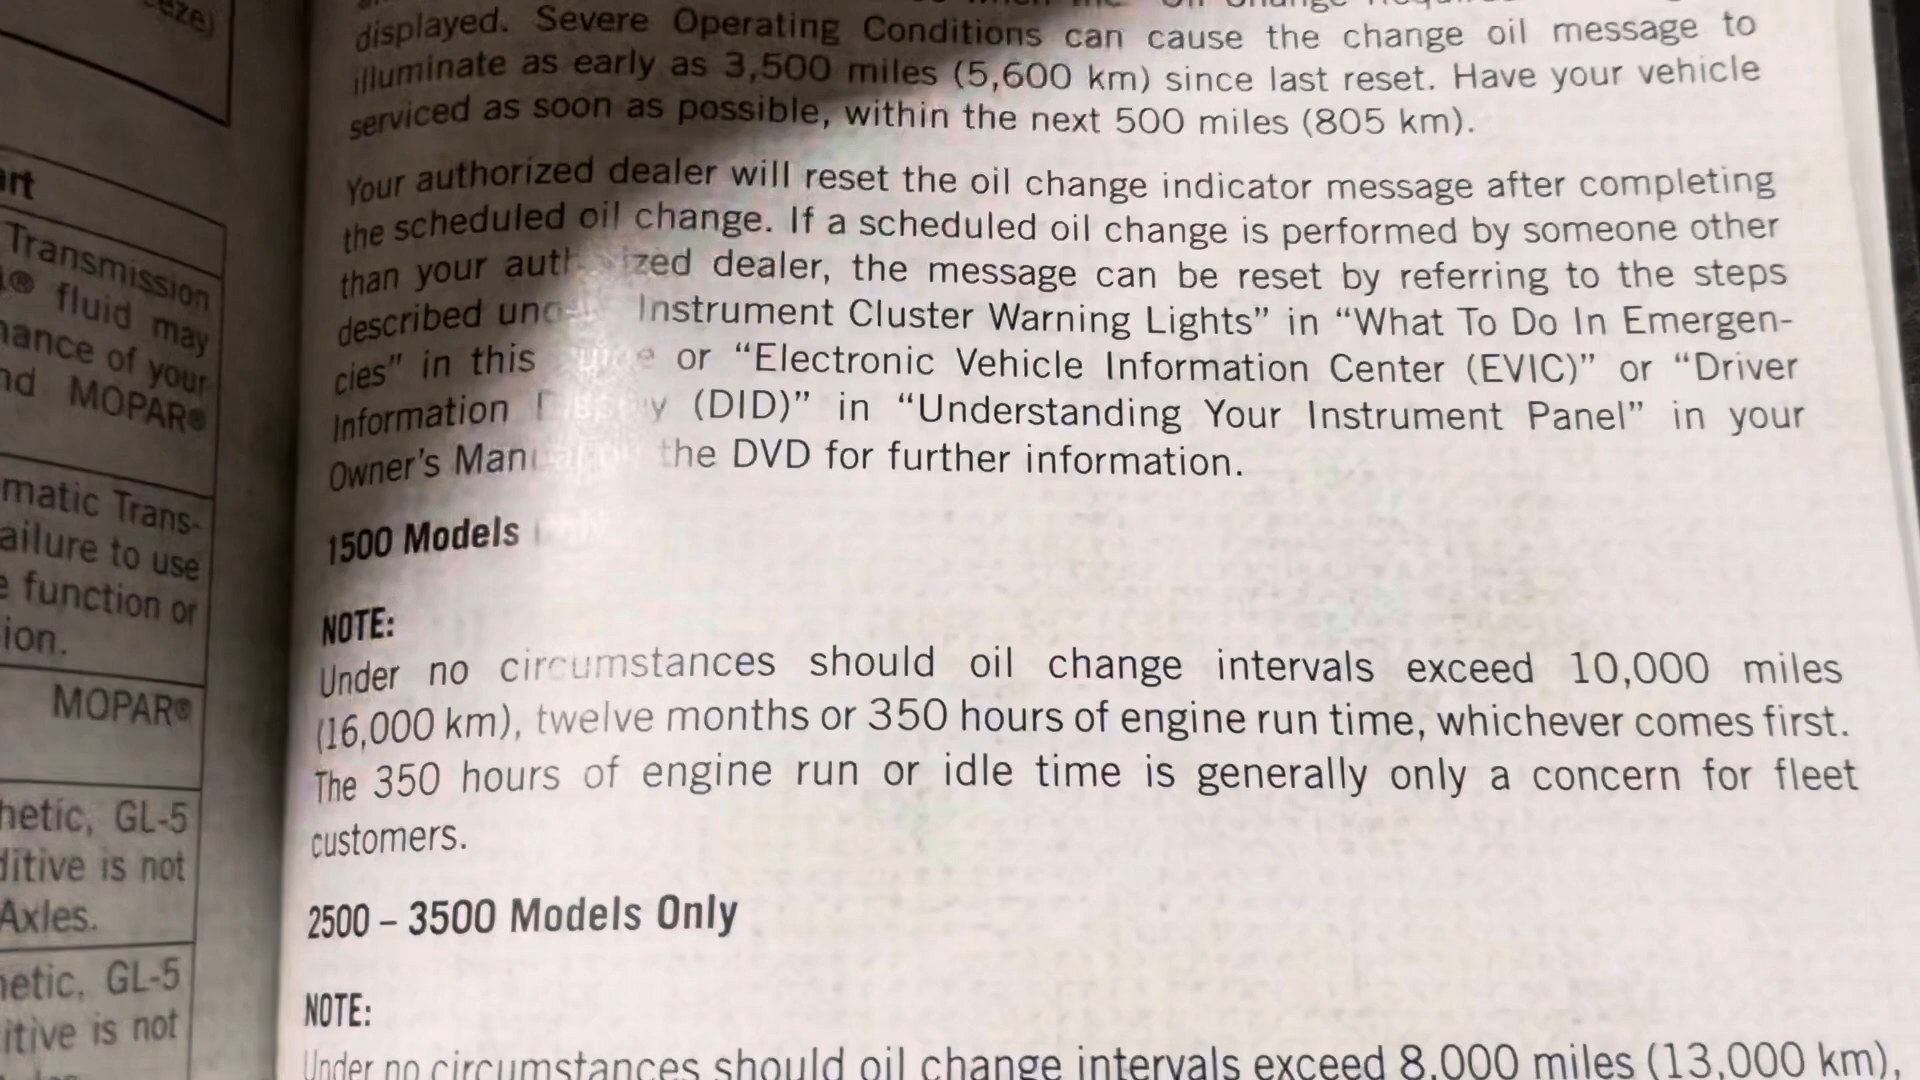 eze)
art
Transmission
® fluid may
mance of your
nd MOPAR®
matic Trans-
ailure to use
e function or
ion.
MOPAR®
hetic, GL-5
ditive is not
Axles.
hetic, GL-5
itive is not
displayed. Severe Operating Conditions can cause the change oil message to
illuminate as early as 3,500 miles (5,600 km) since last reset. Have your vehicle
serviced as soon as possible, within the next 500 miles (805 km).
Your authorized dealer will reset the oil change indicator message after completing
the scheduled oil change. If a scheduled oil change is performed by someone other
than your authorized dealer, the message can be reset by referring to the steps
described under Instrument Cluster Warning Lights” in “What To Do In Emergen-
cies” in this or “Electronic Vehicle Information Center (EVIC)” or “Driver
Information Display (DID)” in “Understanding Your Instrument Panel” in your
Owner’s Manual the DVD for further information.
1500 Models
NOTE:
Under no circumstances should oil change intervals exceed 10,000 miles
(16,000 km), twelve months or 350 hours of engine run time, whichever comes first.
The 350 hours of engine run or idle time is generally only a concern for fleet
customers.
2500 – 3500 Models Only
NOTE:
Under no circumstances should oil change intervals exceed 8,000 miles (13,000 km),